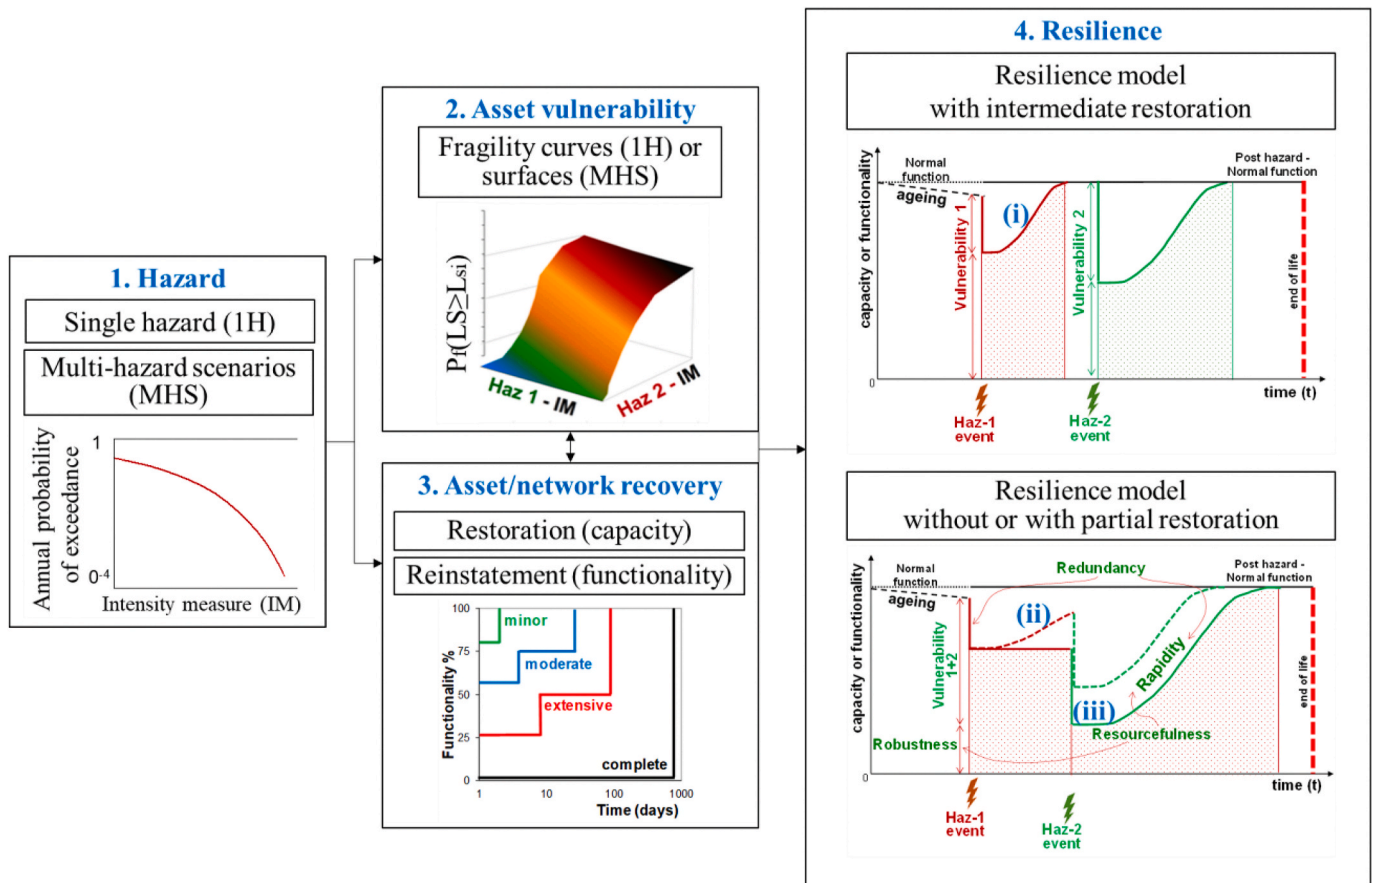 1. Hazard
Single hazard (1H)
Multi-hazard scenarios
(MHS)
Annual probability
of exceedance
1
0-4
Intensity measure (IM)
2. Asset vulnerability
Fragility curves (1H) or
surfaces (MHS)
Pf(LS≥Lsi)
Haz 1 - IM
Haz 2 - IM
3. Asset/network recovery
Restoration (capacity)
Reinstatement (functionality)
Functionality %
100
75
50
25
0
minor
moderate
extensive
complete
1
10
100
1000
Time (days)
4. Resilience
Resilience model
with intermediate restoration
capacity or functionality
Normal
function
ageing
Vulnerability 1
(i)
Vulnerability 2
Post hazard -
Normal function
end of life
0
time (t)
Haz-1
event
Haz-2
event
Resilience model
without or with partial restoration
capacity or functionality
Normal
function
ageing
Redundancy
Post hazard -
Normal function
(ii)
Vulnerability
1+2
Rapidity
(iii)
Resourcefulness
Robustness
end of life
0
time (t)
Haz-1
event
Haz-2
event